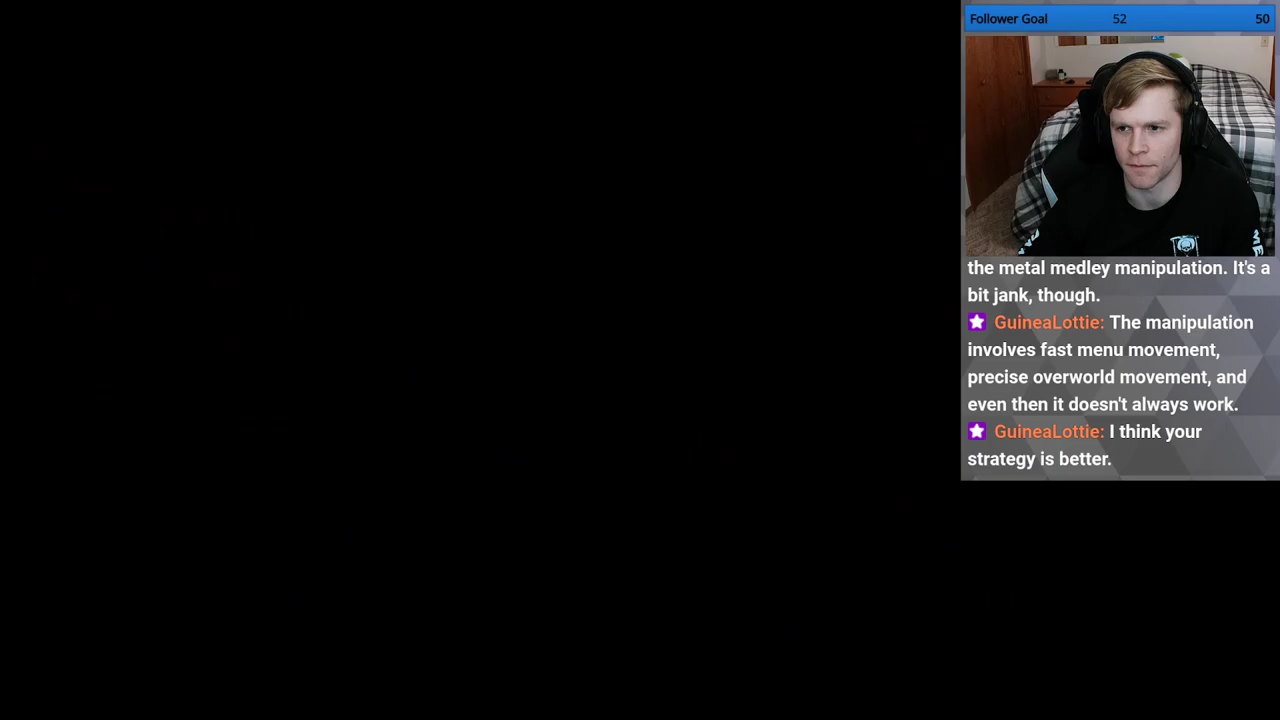 Follower Goal 52 50
the metal medley manipulation. It's a
bit jank, though.
GuineaLottie: The manipulation
involves fast menu movement,
precise overworld movement, and
even then it doesn't always work.
GuineaLottie: I think your
strategy is better.